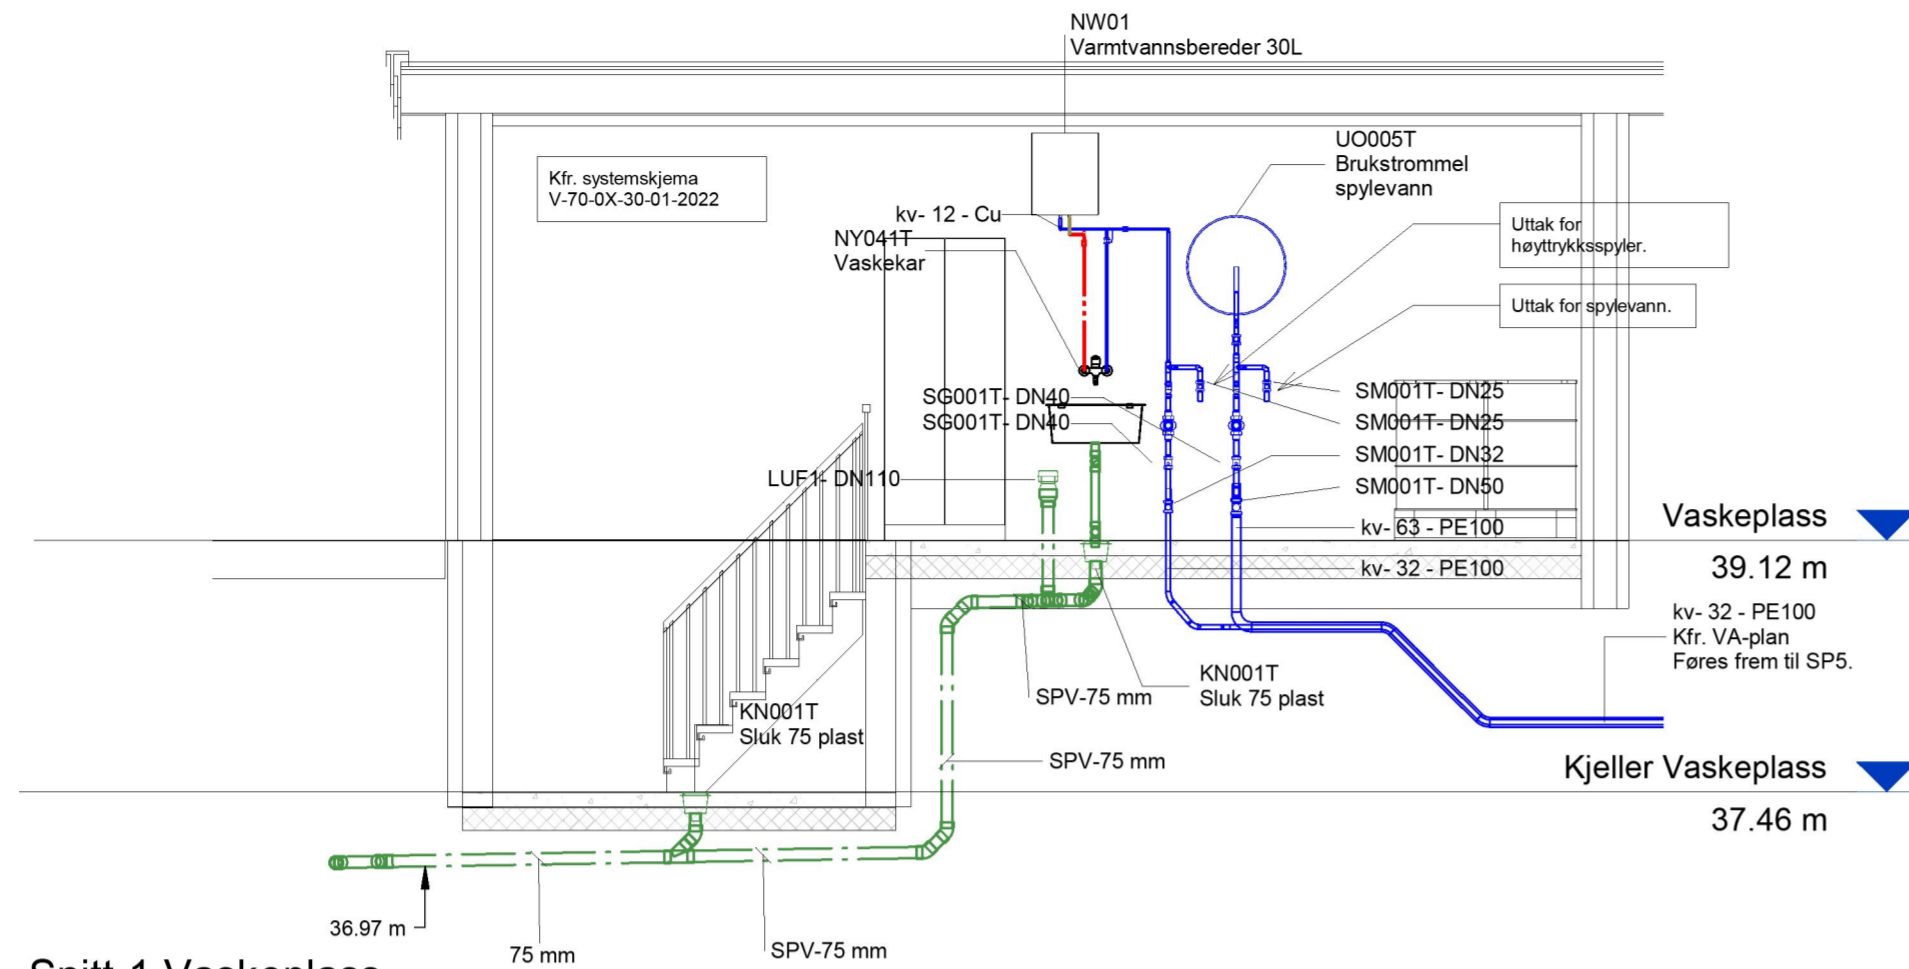 NW01
Varmtvannsbereder 30L
UO005T
Brukstrommel
spylevann
Kfr. systemskjema
V-70-0X-30-01-2022
kv- 12 - Cu
NY041T
Vaskekar
Uttak for
høyttrykksspyler.
Uttak for spylevann.
SG001T- DN40
SG001T- DN40
SM001T- DN25
SM001T- DN25
SM001T- DN32
SM001T- DN50
LUF1- DN110
kv- 63 - PE100
kv- 32 - PE100
Vaskeplass
39.12 m
kv- 32 - PE100
Kfr. VA-plan
Føres frem til SP5.
KN001T
Sluk 75 plast
SPV-75 mm
KN001T
Sluk 75 plast
SPV-75 mm
Kjeller Vaskeplass
37.46 m
36.97 m
75 mm
SPV-75 mm
Snitt 1 Vaskeplass